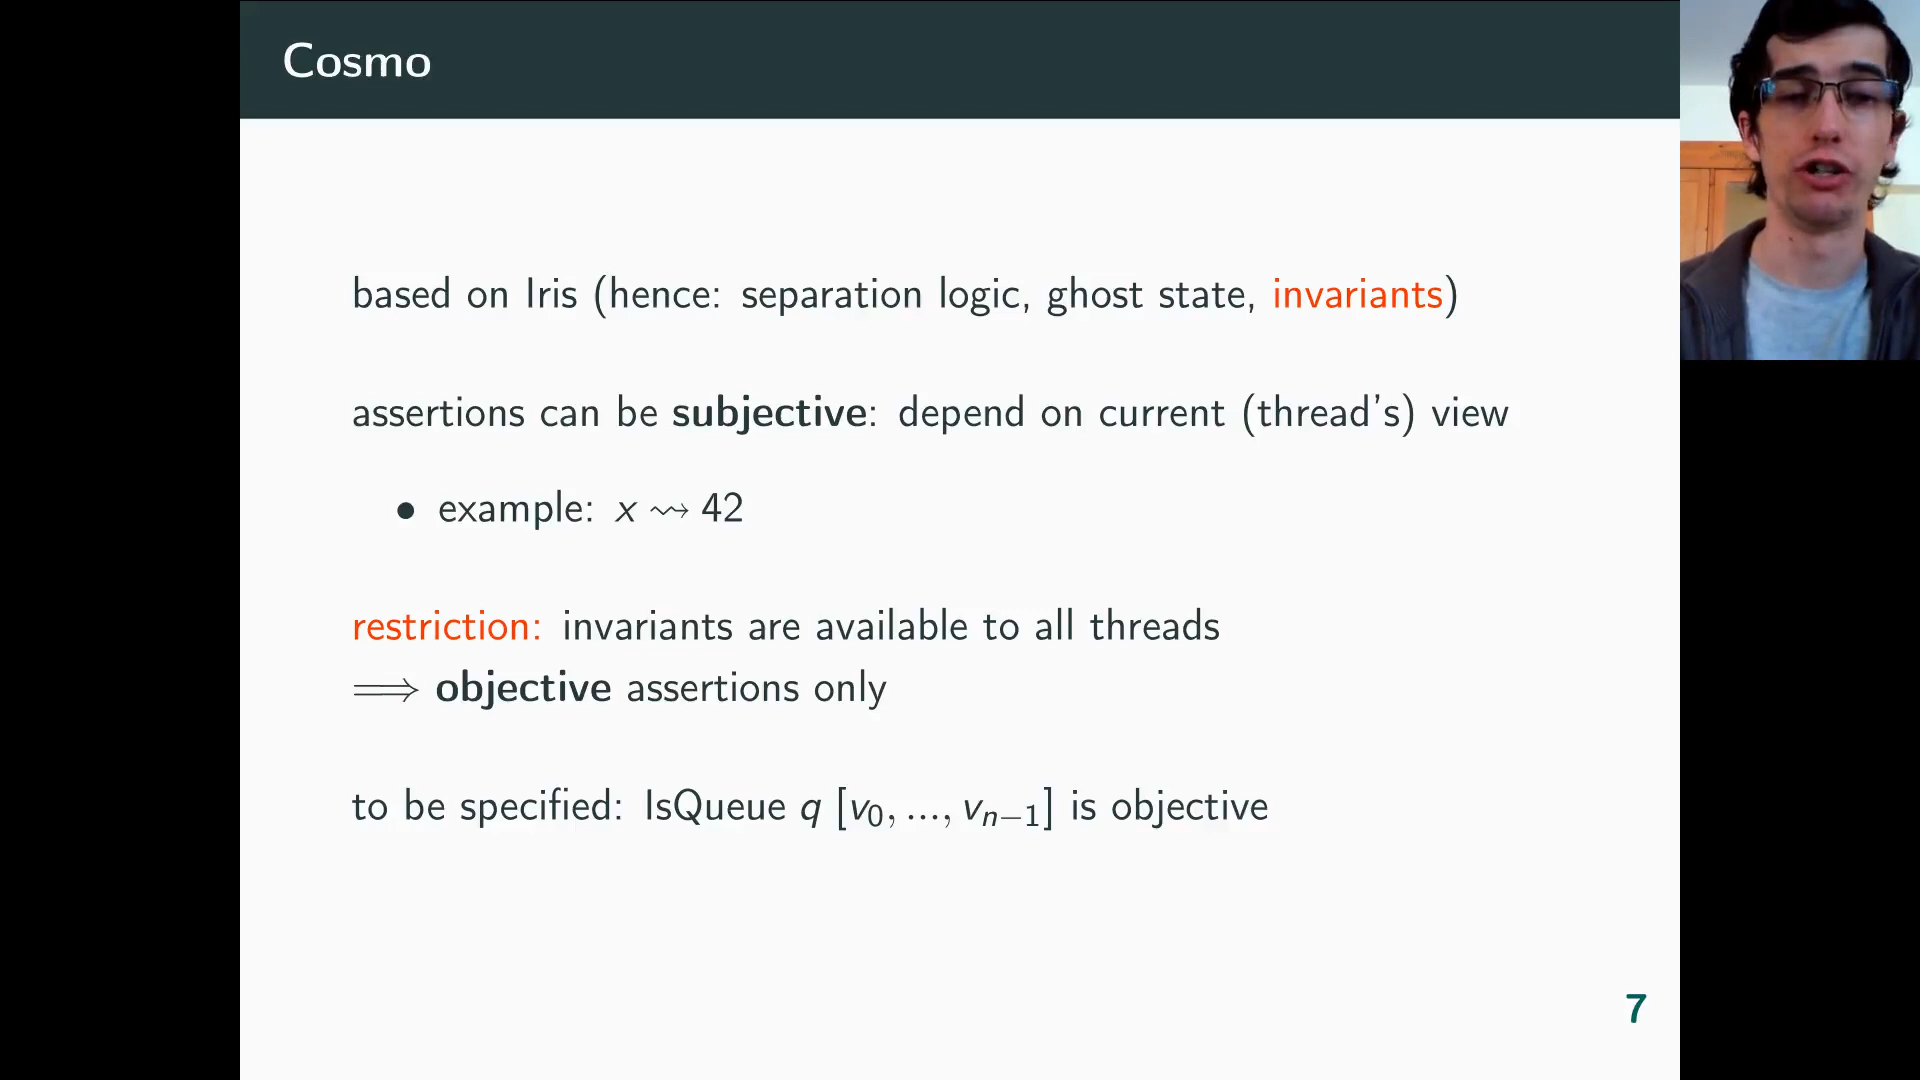 Cosmo
based on Iris (hence: separation logic, ghost state, invariants)
assertions can be subjective: depend on current (thread's) view
• example: x ⇝ 42
restriction: invariants are available to all threads
⟹ objective assertions only
to be specified: IsQueue q [v₀, ..., vₙ₋₁] is objective
7